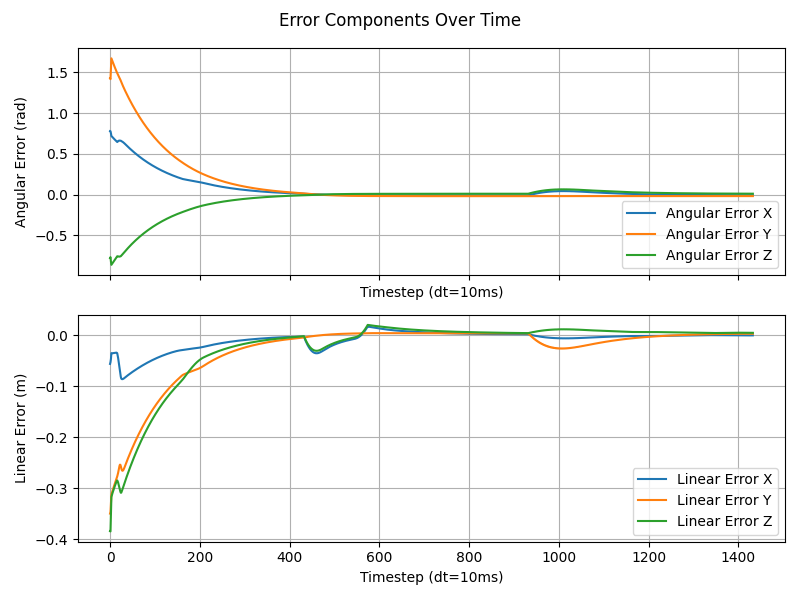 Error Components Over Time
Angular Error (rad)
1.5
1.0
0.5
0.0
−0.5
Angular Error X
Angular Error Y
Angular Error Z
Timestep (dt=10ms)
Linear Error (m)
0.0
−0.1
−0.2
−0.3
−0.4
Linear Error X
Linear Error Y
Linear Error Z
0 200 400 600 800 1000 1200 1400
Timestep (dt=10ms)